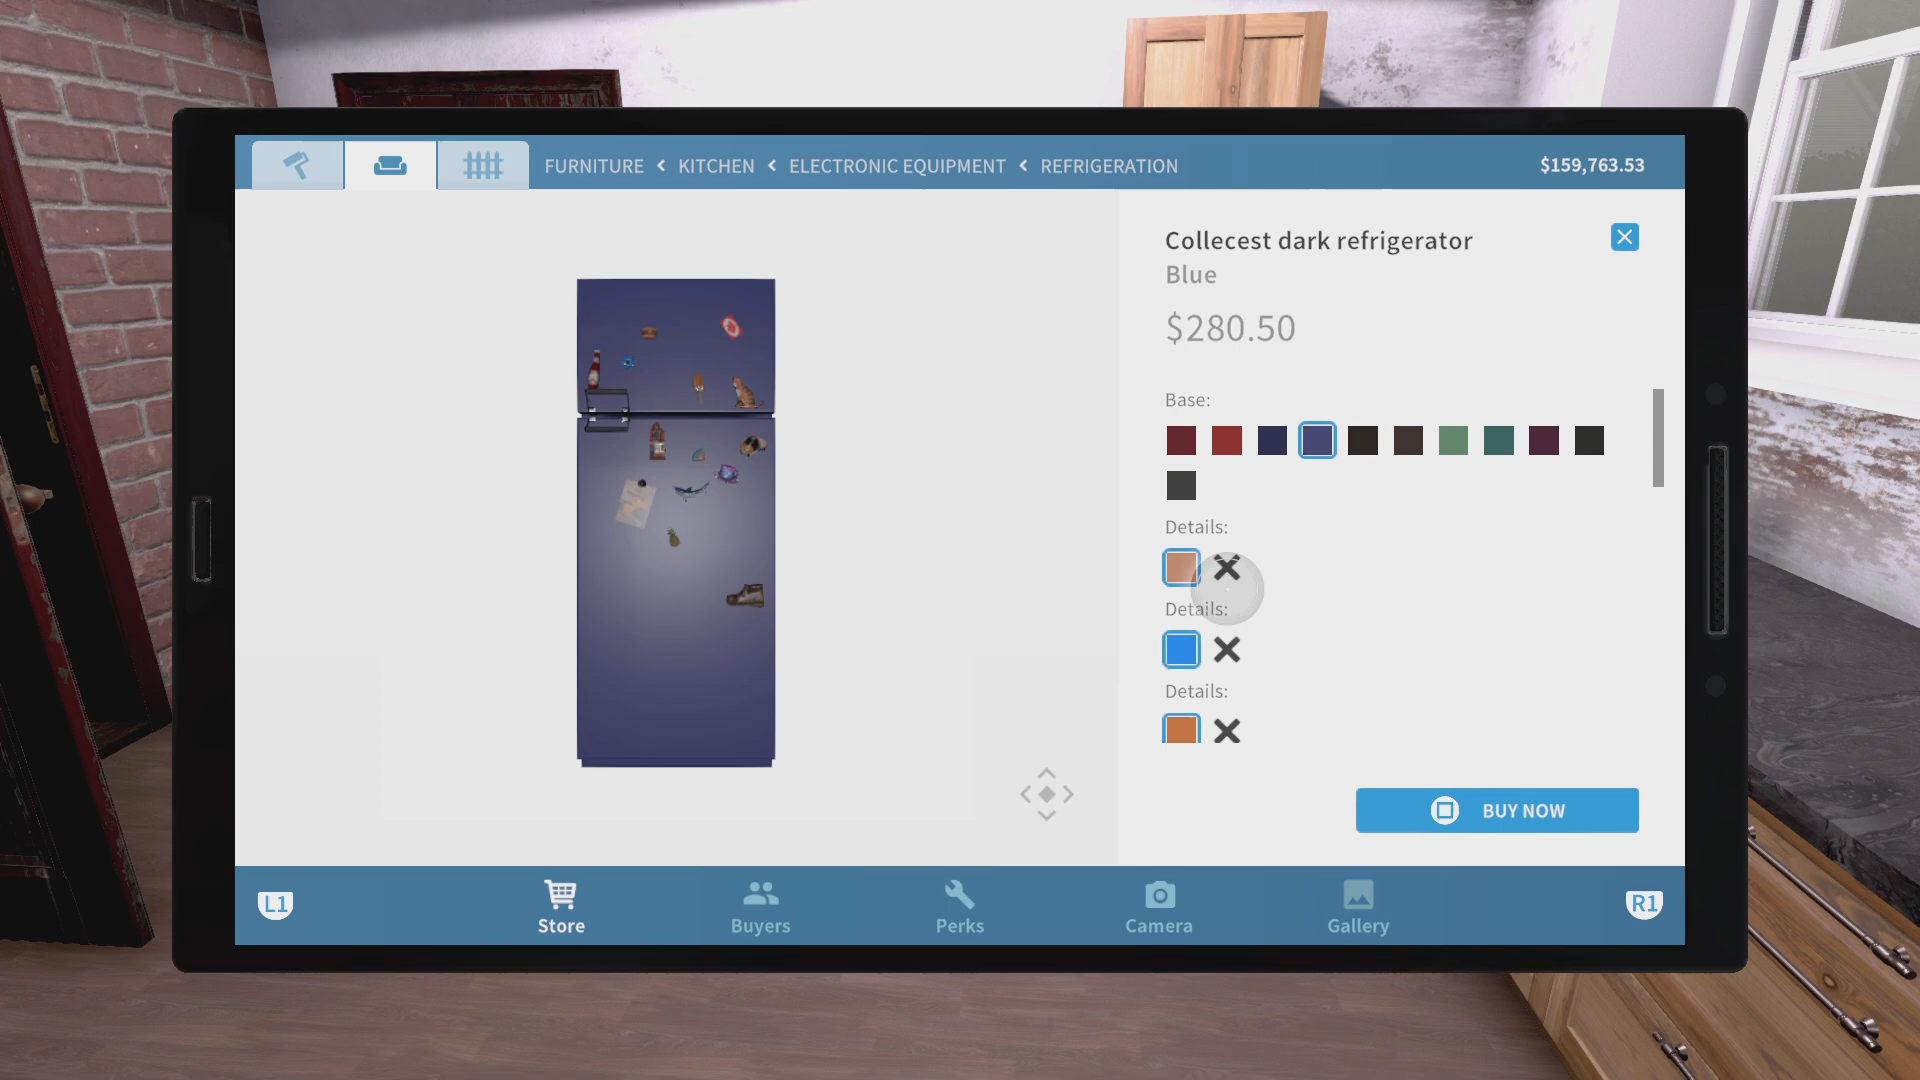 FURNITURE < KITCHEN < ELECTRONIC EQUIPMENT < REFRIGERATION
$159,763.53
Collecest dark refrigerator
Blue
$280.50
Base:
Details:
Details:
Details:
BUY NOW
L1
Store
Buyers
Perks
Camera
Gallery
R1